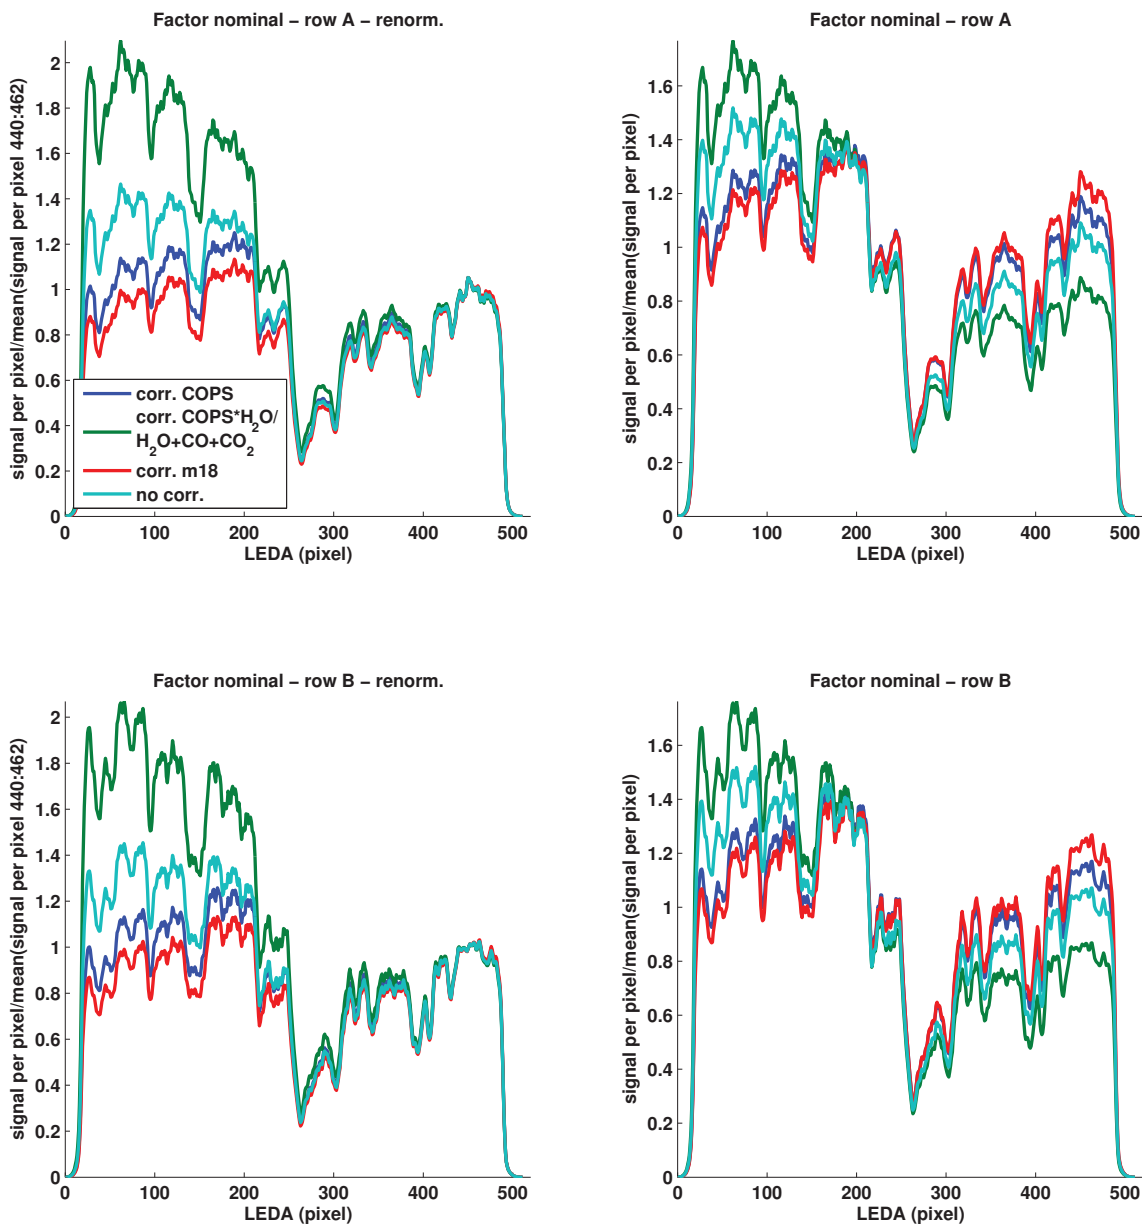 Factor nominal – row A – renorm.
signal per pixel/mean(signal per pixel 440:462)
2
1.8
1.6
1.4
1.2
1
0.8
0.6
0.4
0.2
0
corr. COPS
corr. COPS*H₂O/
H₂O+CO+CO₂
corr. m18
no corr.
0 100 200 300 400 500
LEDA (pixel)
Factor nominal – row A
signal per pixel/mean(signal per pixel)
1.6
1.4
1.2
1
0.8
0.6
0.4
0.2
0
0 100 200 300 400 500
LEDA (pixel)
Factor nominal – row B – renorm.
signal per pixel/mean(signal per pixel 440:462)
2
1.8
1.6
1.4
1.2
1
0.8
0.6
0.4
0.2
0
0 100 200 300 400 500
LEDA (pixel)
Factor nominal – row B
signal per pixel/mean(signal per pixel)
1.6
1.4
1.2
1
0.8
0.6
0.4
0.2
0
0 100 200 300 400 500
LEDA (pixel)